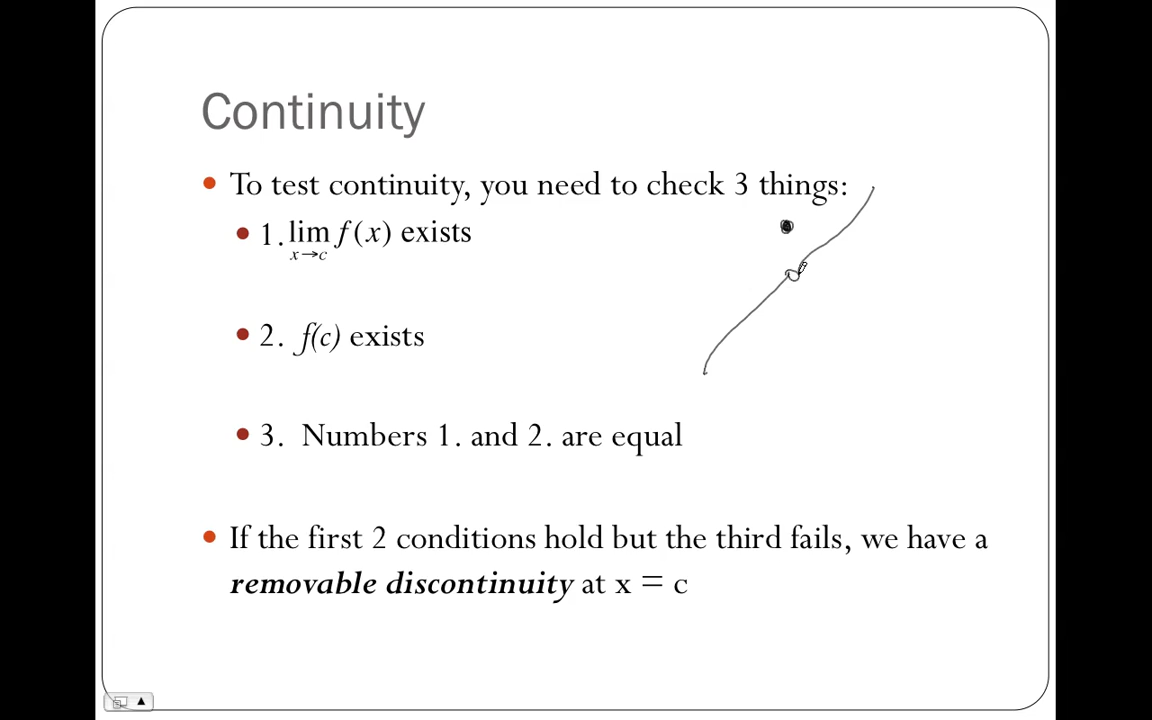 Continuity
• To test continuity, you need to check 3 things:
• 1. lim f(x) exists
x→c
• 2. f(c) exists
• 3. Numbers 1. and 2. are equal
• If the first 2 conditions hold but the third fails, we have a
removable discontinuity at x = c